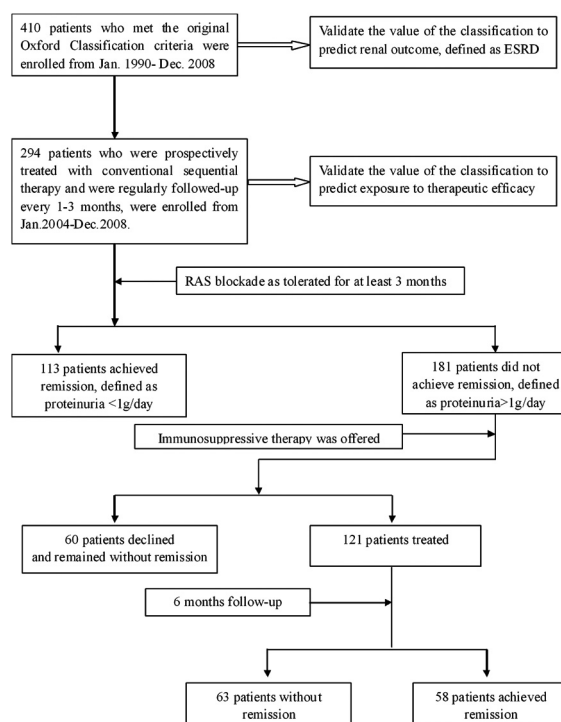 410 patients who met the original
Oxford Classification criteria were
enrolled from Jan. 1990- Dec. 2008
Validate the value of the classification to
predict renal outcome, defined as ESRD
294 patients who were prospectively
treated with conventional sequential
therapy and were regularly followed-up
every 1-3 months, were enrolled from
Jan.2004-Dec.2008.
Validate the value of the classification to
predict exposure to therapeutic efficacy
RAS blockade as tolerated for at least 3 months
113 patients achieved
remission, defined as
proteinuria <1g/day
181 patients did not
achieve remission, defined
as proteinuria>1g/day
Immunosuppressive therapy was offered
60 patients declined
and remained without remission
121 patients treated
6 months follow-up
63 patients without
remission
58 patients achieved
remission